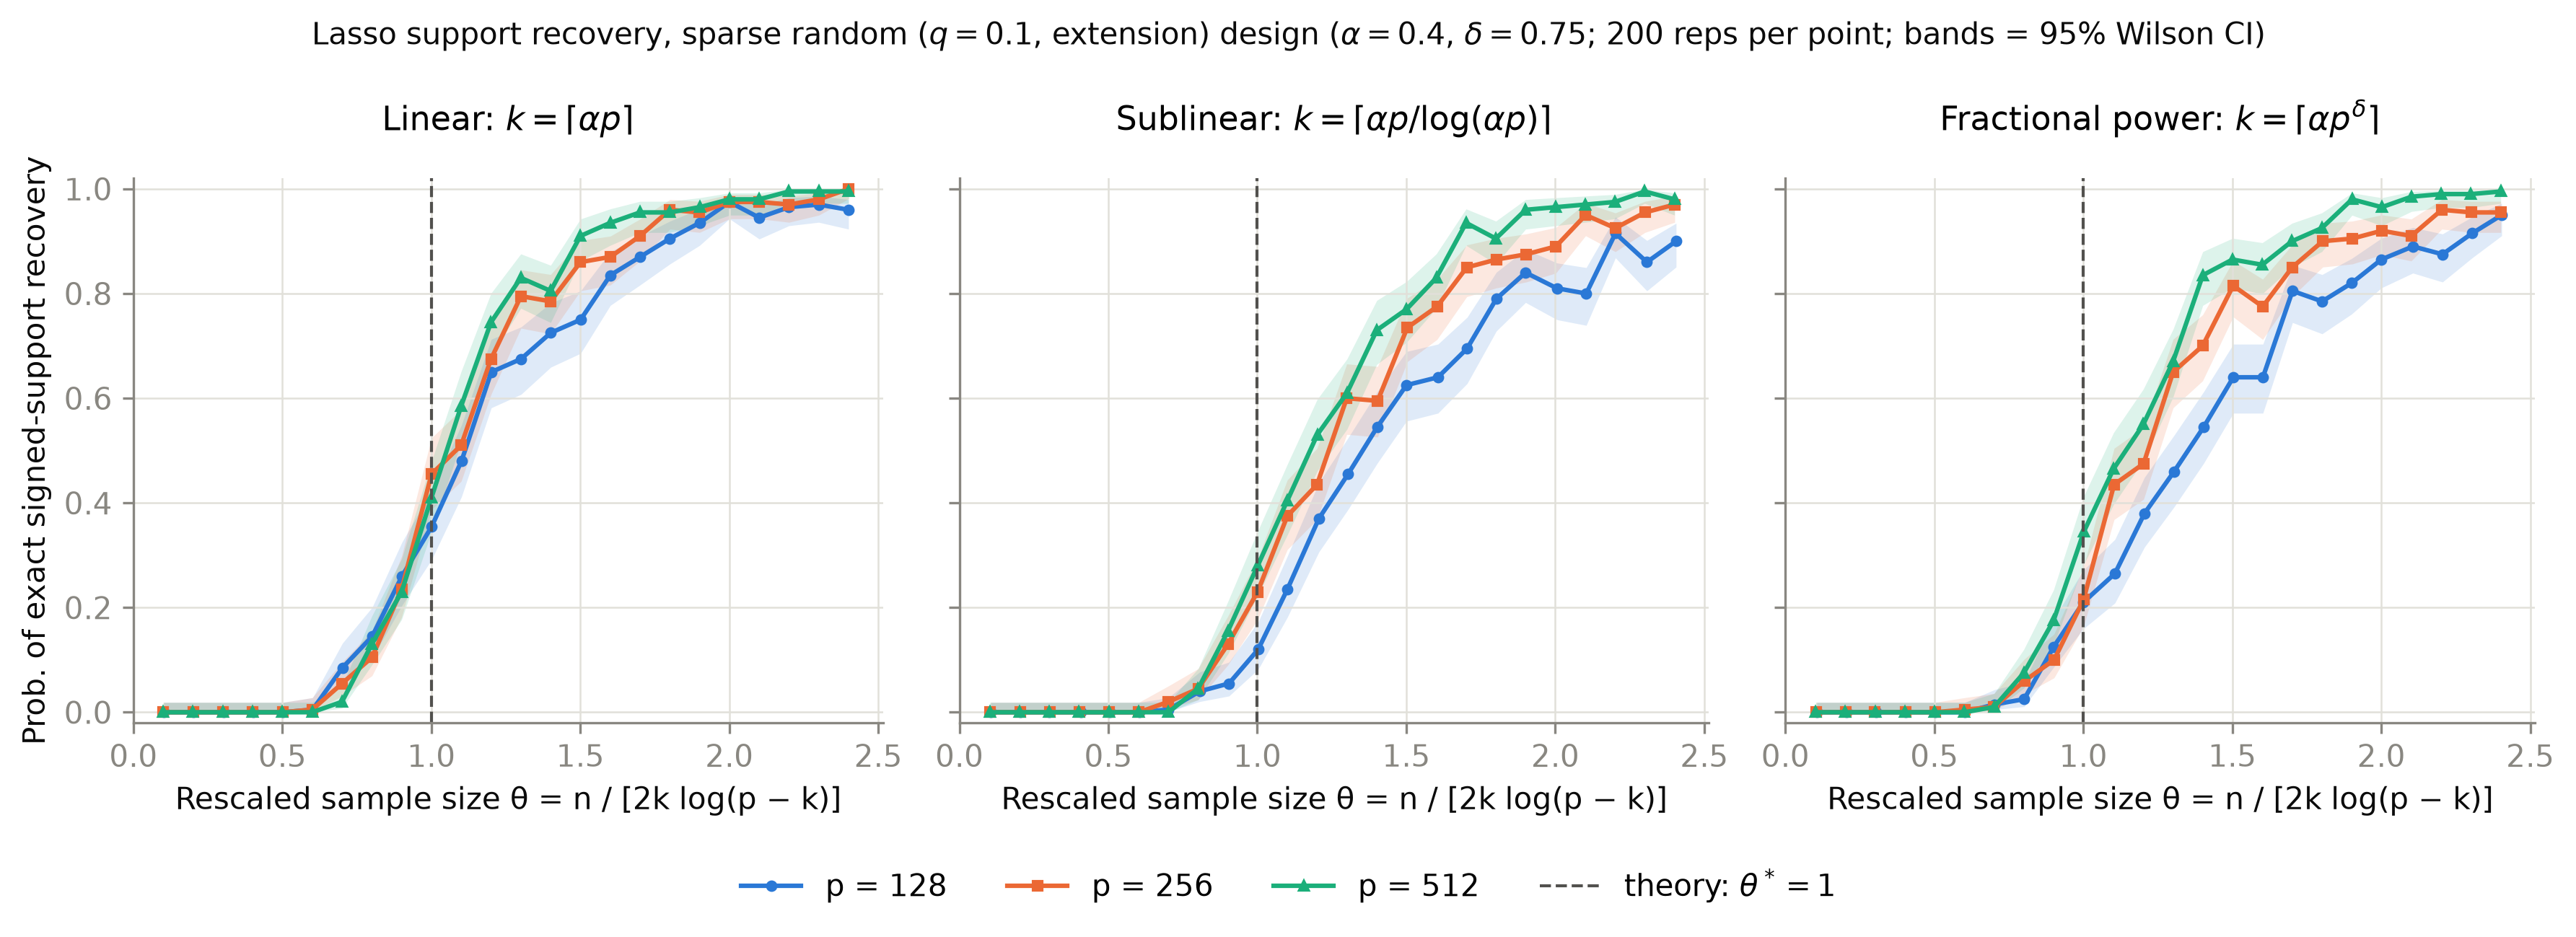 Lasso support recovery, sparse random (q = 0.1, extension) design (α = 0.4, δ = 0.75; 200 reps per point; bands = 95% Wilson CI)
Linear: k = ⌈αp⌉
Sublinear: k = ⌈αp/log(αp)⌉
Fractional power: k = ⌈αp^δ⌉
Prob. of exact signed-support recovery
1.0
0.8
0.6
0.4
0.2
0.0
0.0 0.5 1.0 1.5 2.0 2.5
0.0 0.5 1.0 1.5 2.0 2.5
0.0 0.5 1.0 1.5 2.0 2.5
Rescaled sample size θ = n / [2k log(p − k)]
Rescaled sample size θ = n / [2k log(p − k)]
Rescaled sample size θ = n / [2k log(p − k)]
p = 128 p = 256 p = 512 theory: θ* = 1